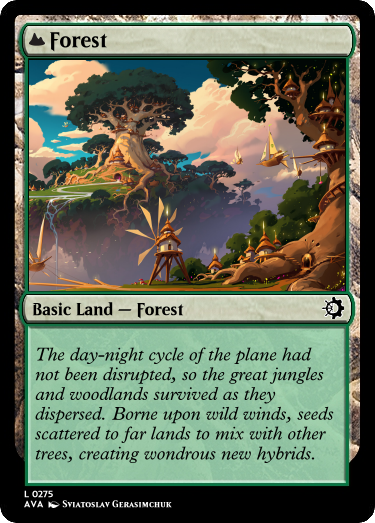 Forest
Basic Land — Forest
The day-night cycle of the plane had
not been disrupted, so the great jungles
and woodlands survived as they
dispersed. Borne upon wild winds, seeds
scattered to far lands to mix with other
trees, creating wondrous new hybrids.
L 0275
AVA Sviatoslav Gerasimchuk